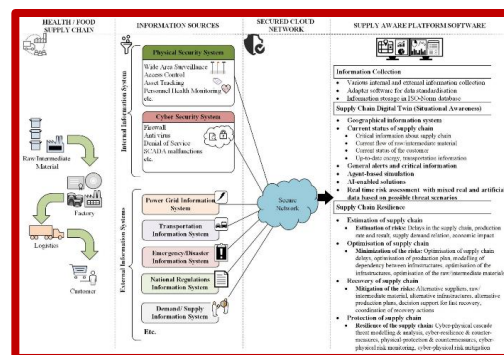 HEALTH / FOOD
SUPPLY CHAIN
INFORMATION SOURCES
SECURED CLOUD
NETWORK
SUPPLY AWARE PLATFORM SOFTWARE
Raw/Intermediate
Material
Factory
Logistics
Customer
Internal Information System
Physical Security System
Wide Area Surveillance
Access Control
Asset Tracking
Personnel Health Monitoring
etc.
Cyber Security System
Firewall
Antivirus
Denial of Service
SCADA malfunctions
etc.
External Information Systems
Power Grid Information
System
Transportation
Information System
Emergency/Disaster
Information System
National Regulations
Information System
Demand/ Supply
Information System
Etc.
Secure
Network
Information Collection
• Various internal and external information collection
• Adapter software for data standardisation
• Information storage in ISO-Norm database
Supply Chain Digital Twin (Situational Awareness)
• Geographical information system
• Current status of supply chain
• Critical information about supply chain
• Current flow of raw/intermediate material
• Current status of the customer
• Up-to-date energy, transportation information
• General alerts and critical information
• Agent-based simulation
• AI-enabled solutions
• Real time risk assessment with mixed real and artificial
data based on possible threat scenarios
Supply Chain Resilience
• Estimation of supply chain
• Estimation of risks: Delays in the supply chain, production
rate and result, supply demand relation, economic impact
• Optimisation of supply chain
• Minimization of the risks: Optimisation of supply chain
delays, optimisation of production plan, modelling of
dependency between infrastructures, optimisation of the
infrastructures, optimisation of the raw/intermediate materials
• Recovery of supply chain
• Mitigation of the risks: Alternative suppliers, raw/
intermediate material, alternative infrastructures, alternative
production plans, decision support for fast recovery,
coordination of recovery actions
• Protection of supply chain
• Resilience of the supply chain: Cyber-physical cascade
threat modelling & analysis, cyber-resilience & counter-
measures, physical protection & countermeasures, cyber-
physical risk monitoring, cyber-physical risk mitigation